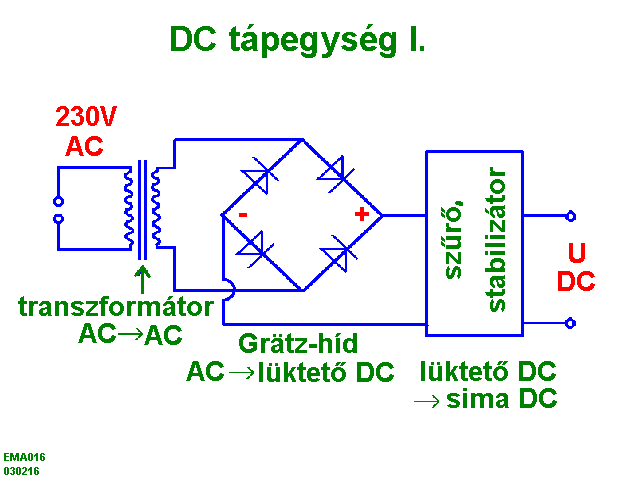 DC tápegység I.
230V
AC
-
+
szűrő,
stabilizátor
U
DC
transzformátor
AC→AC
Grätz-híd
AC→lüktető DC
lüktető DC
→ sima DC
EMA016
030216